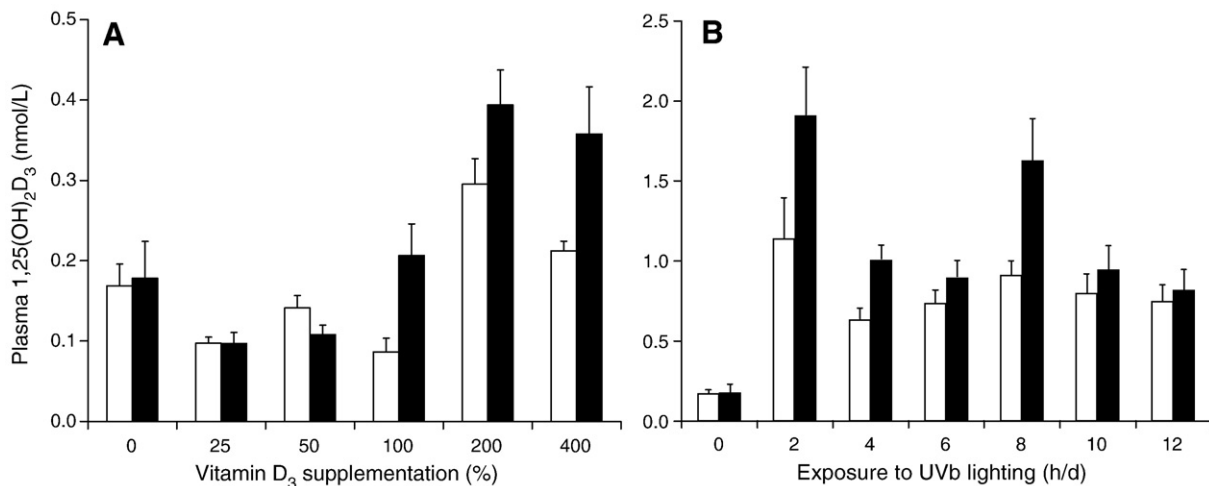 A
B
Plasma 1,25(OH)₂D₃ (nmol/L)
0.5
0.4
0.3
0.2
0.1
0.0
0 25 50 100 200 400
Vitamin D₃ supplementation (%)
2.5
2.0
1.5
1.0
0.5
0.0
0 2 4 6 8 10 12
Exposure to UVb lighting (h/d)